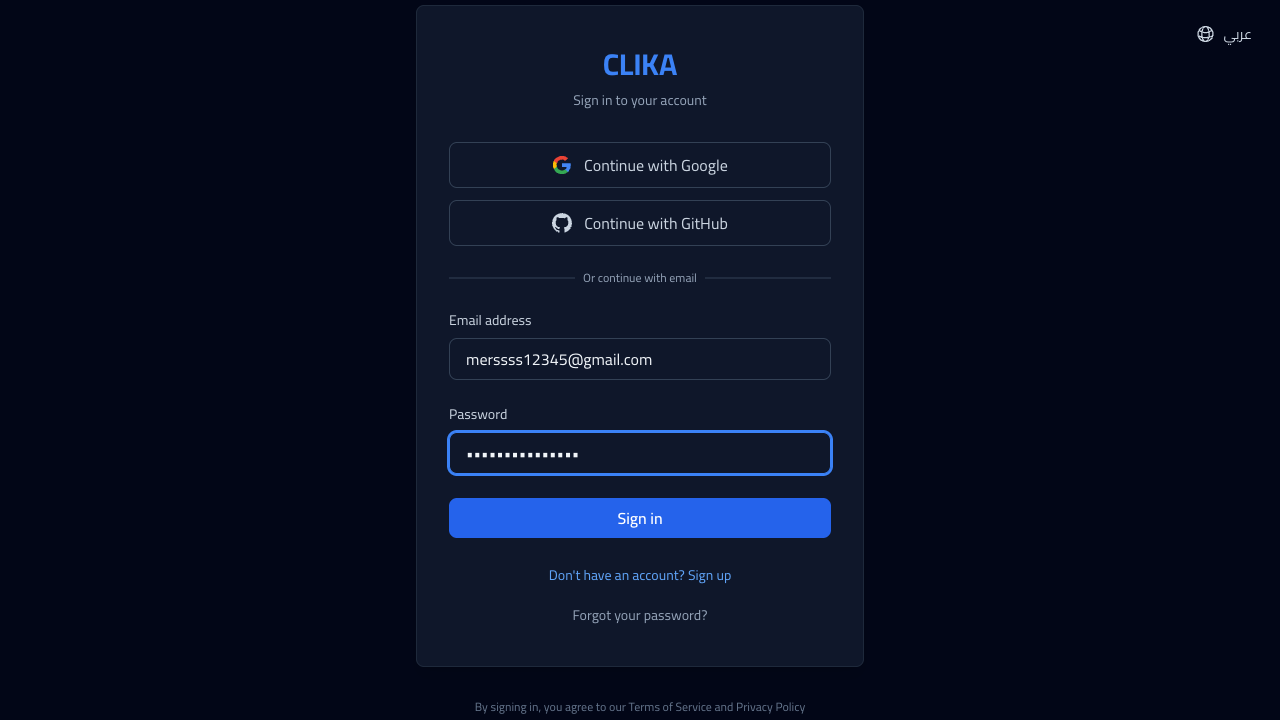 عربي
CLIKA
Sign in to your account
Continue with Google
Continue with GitHub
Or continue with email
Email address
merssss12345@gmail.com
Password
•••••••••••••••
Sign in
Don't have an account? Sign up
Forgot your password?
By signing in, you agree to our Terms of Service and Privacy Policy